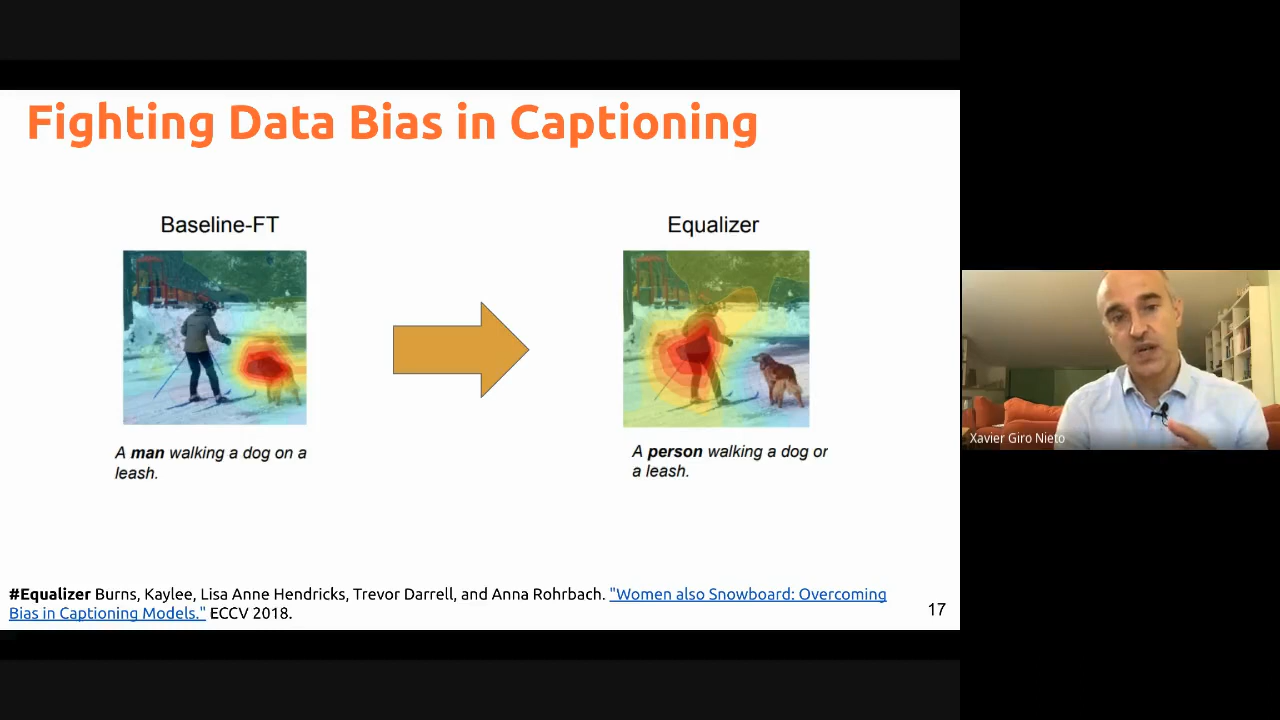 Fighting Data Bias in Captioning
Baseline-FT
Equalizer
A man walking a dog on a
leash.
A person walking a dog or
a leash.
#Equalizer Burns, Kaylee, Lisa Anne Hendricks, Trevor Darrell, and Anna Rohrbach. "Women also Snowboard: Overcoming
Bias in Captioning Models." ECCV 2018.
17
Xavier Giro Nieto